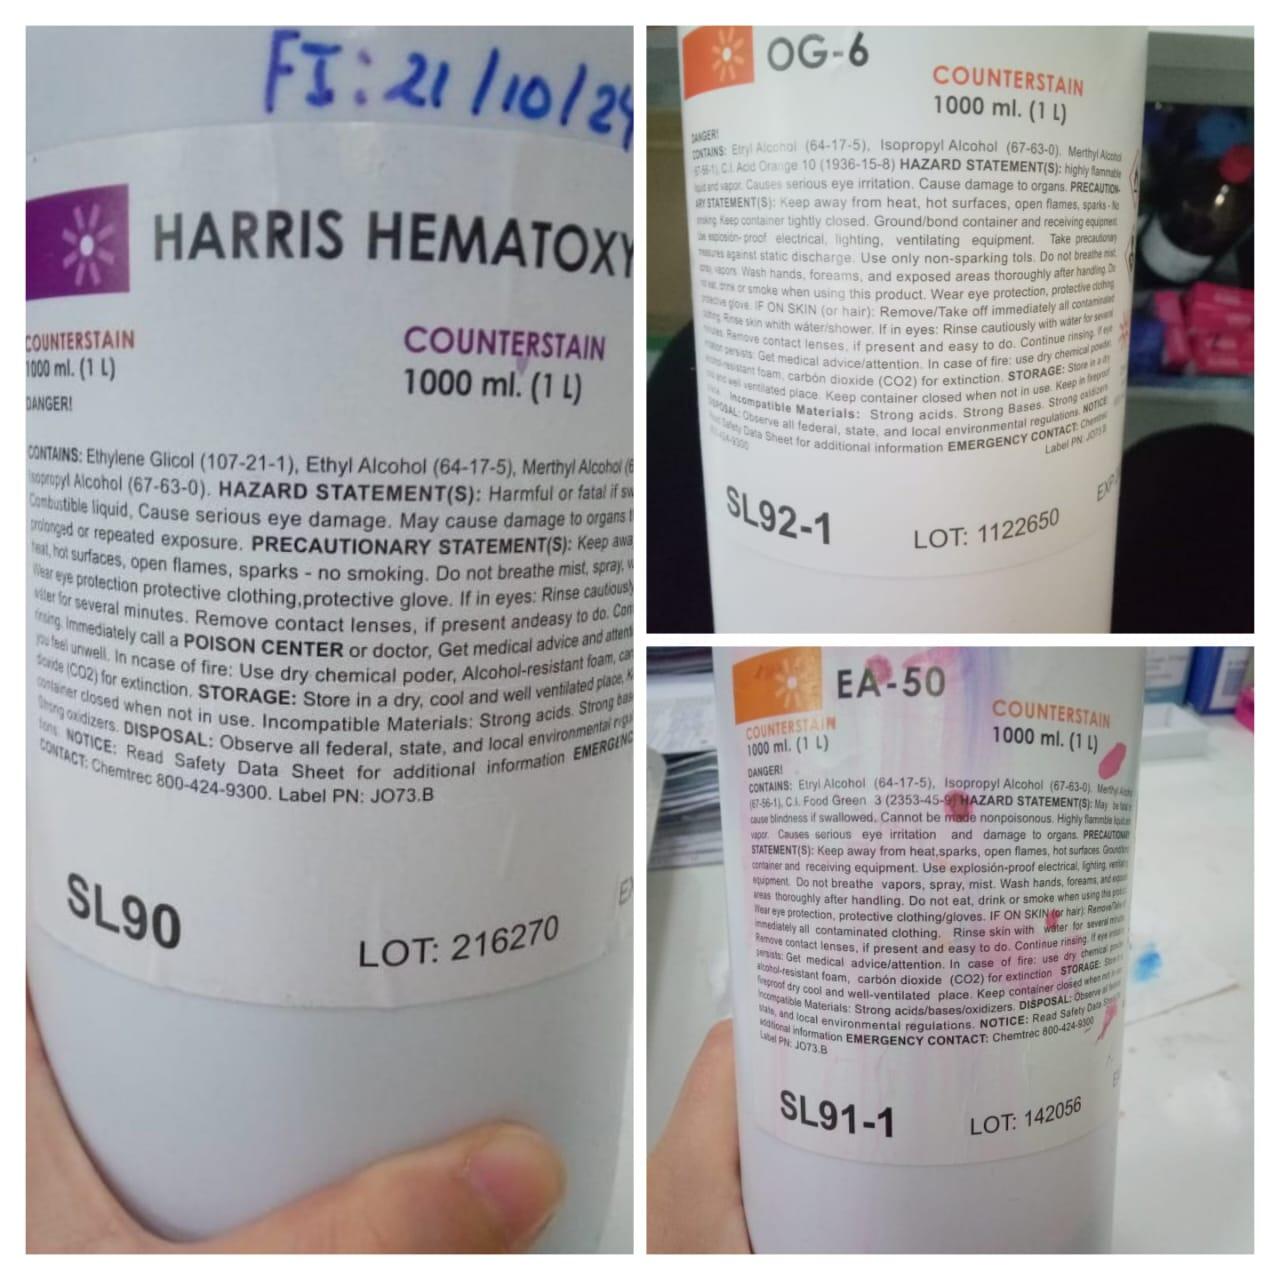 FI: 21/10/24
HARRIS HEMATOXY
COUNTERSTAIN
1000 ml. (1 L)
COUNTERSTAIN
1000 ml. (1 L)
DANGER!
CONTAINS: Ethylene Glicol (107-21-1), Ethyl Alcohol (64-17-5), Merthyl Alcohol (6
Isopropyl Alcohol (67-63-0). HAZARD STATEMENT(S): Harmful or fatal if sw
Combustible liquid, Cause serious eye damage. May cause damage to organs t
prolonged or repeated exposure. PRECAUTIONARY STATEMENT(S): Keep awa
heat, hot surfaces, open flames, sparks - no smoking. Do not breathe mist, spray, v
Wear eye protection protective clothing,protective glove. If in eyes: Rinse cautiously
water for several minutes. Remove contact lenses, if present andeasy to do. Con
rinsing. Immediately call a POISON CENTER or doctor, Get medical advice and attent
you feel unwell. In ncase of fire: Use dry chemical poder, Alcohol-resistant foam, car
dioxide (CO2) for extinction. STORAGE: Store in a dry, cool and well ventilated place, K
container closed when not in use. Incompatible Materials: Strong acids. Strong bas
Strong oxidizers. DISPOSAL: Observe all federal, state, and local environmental regu
tions. NOTICE: Read Safety Data Sheet for additional information EMERGENC
CONTACT: Chemtrec 800-424-9300. Label PN: JO73.B
SL90
LOT: 216270
EX
OG-6
COUNTERSTAIN
1000 ml. (1 L)
DANGER!
CONTAINS: Etryl Alcohol (64-17-5), Isopropyl Alcohol (67-63-0). Merthyl Alcohol
67-56-1), C.I. Acid Orange 10 (1936-15-8) HAZARD STATEMENT(S): highly flammable
liquid and vapor. Causes serious eye irritation. Cause damage to organs. PRECAUTION-
ARY STATEMENT(S): Keep away from heat, hot surfaces, open flames, sparks - No
smoking. Keep container tightly closed. Ground/bond container and receiving equipment.
Use explosión-proof electrical, lighting, ventilating equipment. Take precautionary
measures against static discharge. Use only non-sparking tols. Do not breathe mist,
spray, vapors. Wash hands, foreams, and exposed areas thoroughly after handling. Do
not eat, drink or smoke when using this product. Wear eye protection, protective clothing,
protective glove. IF ON SKIN (or hair): Remove/Take off immediately all contaminated
clothing. Rinse skin whith wáter/shower. If in eyes: Rinse cautiously with water for several
minutes. Remove contact lenses, if present and easy to do. Continue rinsing. If eye
irritation persists: Get medical advice/attention. In case of fire: use dry chemical powder,
alcohol-resistant foam, carbón dioxide (CO2) for extinction. STORAGE: Store in a dry
cool and well ventilated place. Keep container closed when not in use. Keep in fireproof
Incompatible Materials: Strong acids. Strong Bases. Strong oxidizers.
DISPOSAL: Observe all federal, state, and local environmental regulations. NOTICE
Read Safety Data Sheet for additional information EMERGENCY CONTACT: Chemtrec
800-424-9300
Label PN: JO73.B
SL92-1
LOT: 1122650
EXP
EA-50
COUNTERSTAIN
1000 ml. (1 L)
COUNTERSTAIN
1000 ml. (1 L)
DANGER!
CONTAINS: Etryl Alcohol (64-17-5), Isopropyl Alcohol (67-63-0). Merthyl Alcohol
(67-56-1), C.I. Food Green 3 (2353-45-9) HAZARD STATEMENT(S): May be fatal
cause blindness if swallowed. Cannot be made nonpoisonous. Highly flammble liquid and
vapor. Causes serious eye irritation and damage to organs. PRECAUTIONARY
STATEMENT(S): Keep away from heat,sparks, open flames, hot surfaces. Ground/bond
container and receiving equipment. Use explosión-proof electrical, lighting, ventilat
equipment. Do not breathe vapors, spray, mist. Wash hands, foreams, and exposed
areas thoroughly after handling. Do not eat, drink or smoke when using this product
Wear eye protection, protective clothing/gloves. IF ON SKIN (or hair): Remove/Take
immediately all contaminated clothing. Rinse skin with water for several minutes
Remove contact lenses, if present and easy to do. Continue rinsing. If eye irritation
persists: Get medical advice/attention. In case of fire: use dry chemical powder
alcohol-resistant foam, carbón dioxide (CO2) for extinction STORAGE: Store
fireproof dry cool and well-ventilated place. Keep container closed when not in use
Incompatible Materials: Strong acids/bases/oxidizers. DISPOSAL: Observe all federal
state, and local environmental regulations. NOTICE: Read Safety Data Sheet
additional information EMERGENCY CONTACT: Chemtrec 800-424-9300
Label PN: JO73.B
SL91-1
LOT: 142056